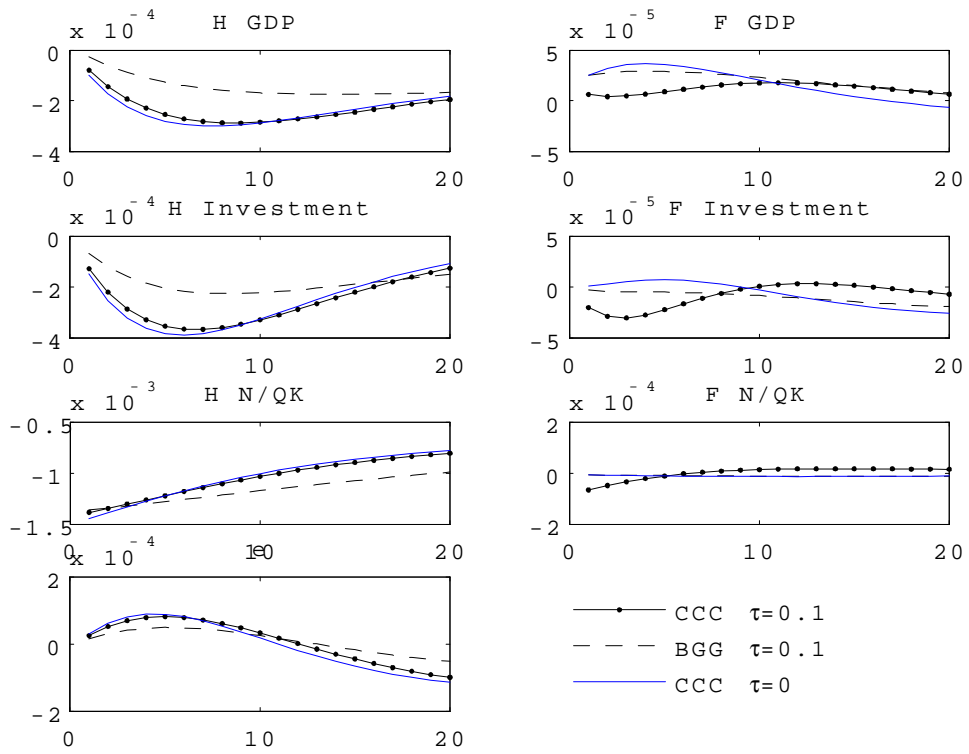 x 10^-4
H GDP
0
-2
-4
0
10
20
x 10^-5
F GDP
5
0
-5
0
10
20
x 10^-4
H Investment
0
-2
-4
0
10
20
x 10^-5
F Investment
5
0
-5
0
10
20
x 10^-3
H N/QK
-0.5
-1
-1.5
0
10
20
x 10^-4
F N/QK
2
0
-2
0
10
20
x 10^-4
e
2
0
-2
0
10
20
CCC τ=0.1
BGG τ=0.1
CCC τ=0